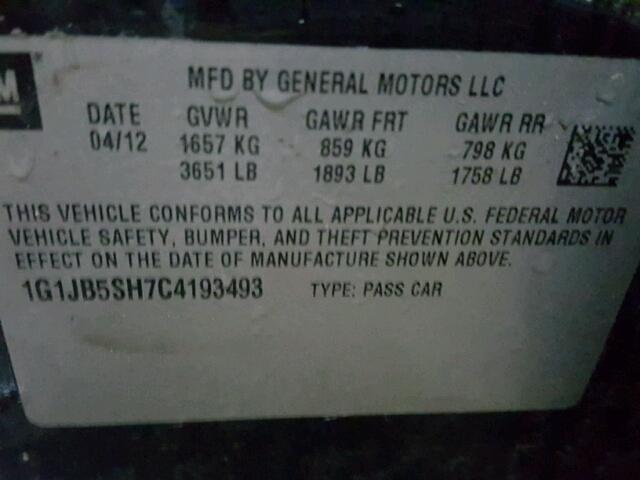 M
MFD BY GENERAL MOTORS LLC
DATE GVWR GAWR FRT GAWR RR
04/12 1657 KG 859 KG 798 KG
3651 LB 1893 LB 1758 LB
THIS VEHICLE CONFORMS TO ALL APPLICABLE U.S. FEDERAL MOTOR
VEHICLE SAFETY, BUMPER, AND THEFT PREVENTION STANDARDS IN
EFFECT ON THE DATE OF MANUFACTURE SHOWN ABOVE.
1G1JB5SH7C4193493 TYPE: PASS CAR